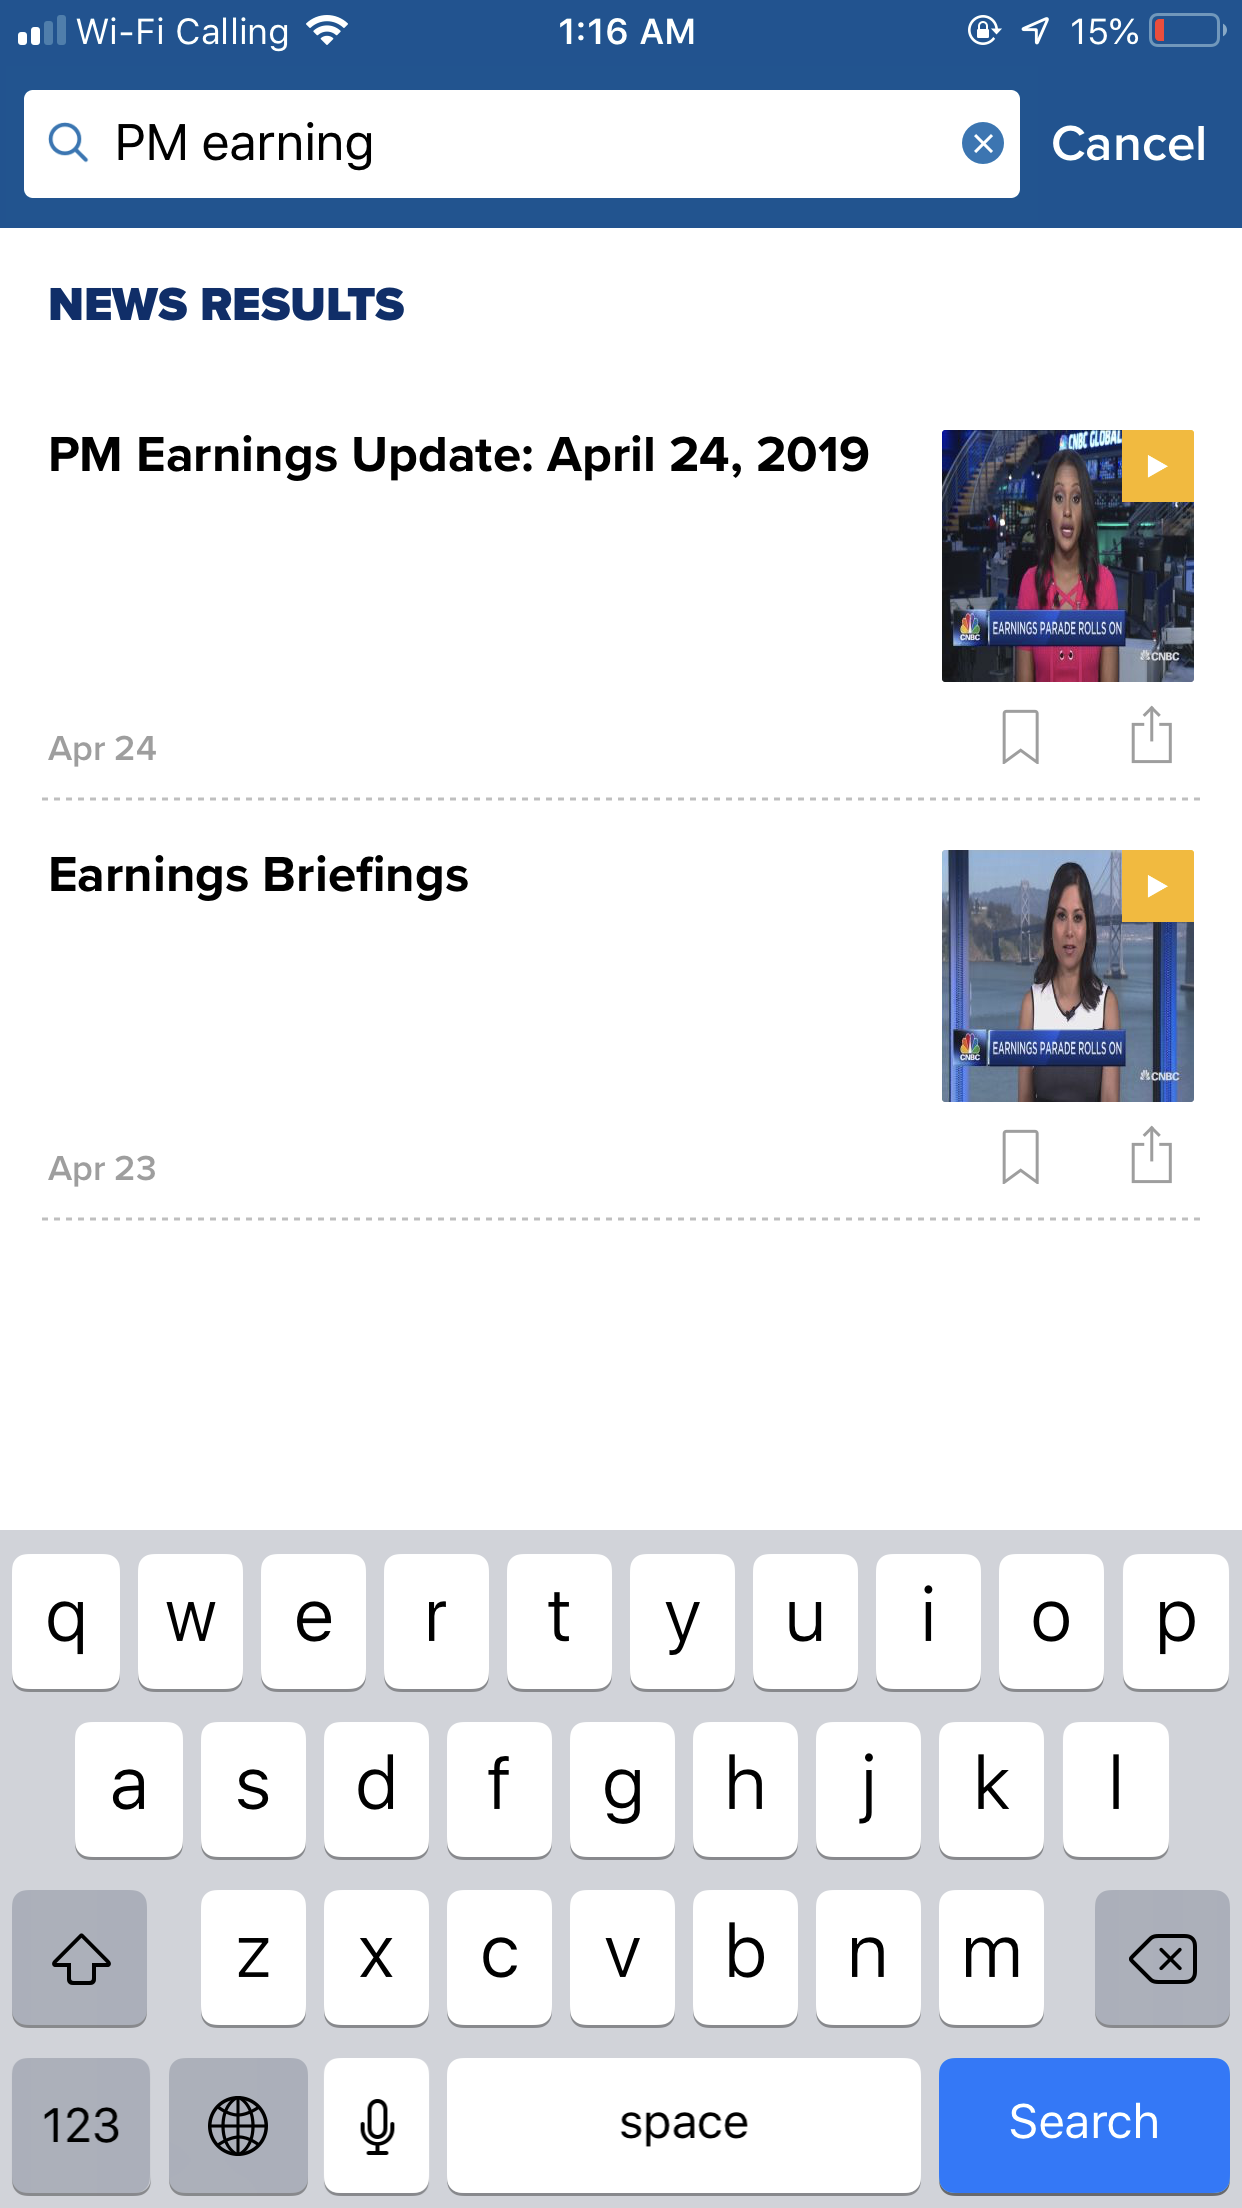 Wi-Fi Calling 1:16 AM 15%
PM earning Cancel
NEWS RESULTS
PM Earnings Update: April 24, 2019
CNBC GLOBAL
CNBC EARNINGS PARADE ROLLS ON
CNBC
Apr 24
Earnings Briefings
CNBC EARNINGS PARADE ROLLS ON
CNBC
Apr 23
q w e r t y u i o p
a s d f g h j k l
z x c v b n m
123 space Search